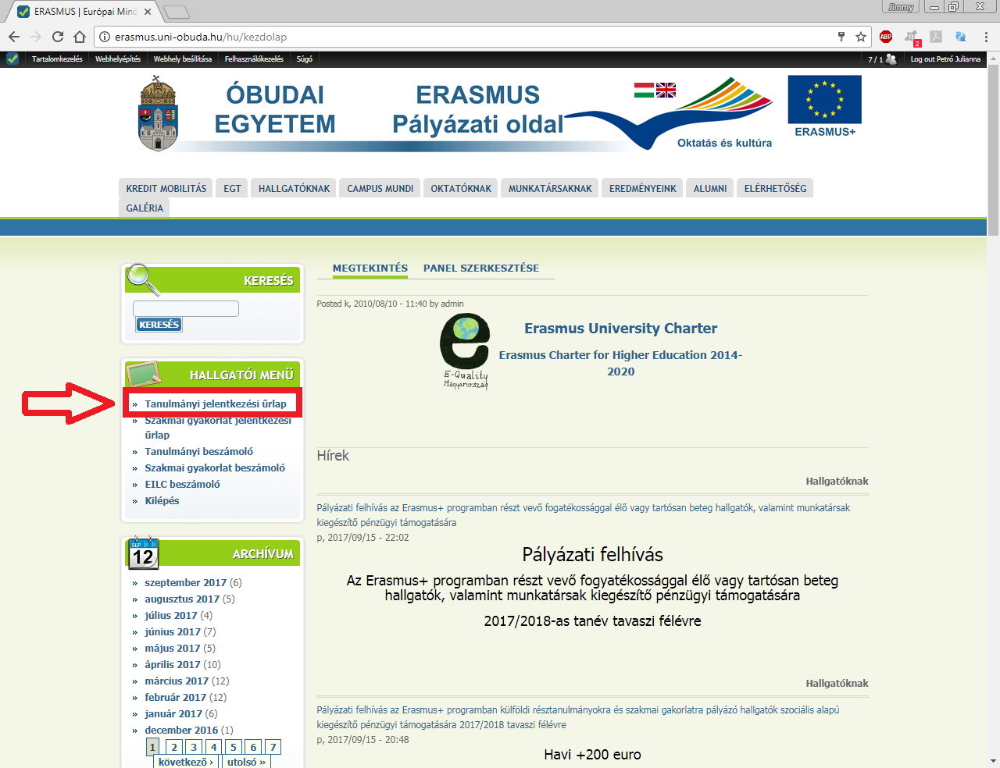 ERASMUS | Európai Mind
Jimmy
erasmus.uni-obuda.hu/hu/kezdolap
ABP
2
Tartalomkezelés Webhelyépítés Webhely beállítása Felhasználókezelés Súgó 7 / 1 Log out Petró Julianna
ÓBUDAI EGYETEM
ERASMUS Pályázati oldal
Oktatás és kultúra
ERASMUS+
KREDIT MOBILITÁS EGT HALLGATÓKNAK CAMPUS MUNDI OKTATÓKNAK MUNKATÁRSAKNAK EREDMÉNYEINK ALUMNI ELÉRHETŐSÉG
GALÉRIA
KERESÉS
KERESÉS
HALLGATÓI MENÜ
» Tanulmányi jelentkezési űrlap
» Szakmai gyakorlat jelentkezési
űrlap
» Tanulmányi beszámoló
» Szakmai gyakorlat beszámoló
» EILC beszámoló
» Kilépés
SEP
12
ARCHÍVUM
» szeptember 2017 (6)
» augusztus 2017 (5)
» július 2017 (4)
» június 2017 (7)
» május 2017 (5)
» április 2017 (10)
» március 2017 (12)
» február 2017 (12)
» január 2017 (6)
» december 2016 (1)
1 2 3 4 5 6 7
következő › utolsó »
MEGTEKINTÉS PANEL SZERKESZTÉSE
Posted k, 2010/08/10 - 11:40 by admin
e
E-Quality
Magyarország
Erasmus University Charter
Erasmus Charter for Higher Education 2014-
2020
Hírek
Hallgatóknak
Pályázati felhívás az Erasmus+ programban részt vevő fogatékossággal élő vagy tartósan beteg hallgatók, valamint munkatársak
kiegészítő pénzügyi támogatására
p, 2017/09/15 - 22:02
Pályázati felhívás
Az Erasmus+ programban részt vevő fogyatékossággal élő vagy tartósan beteg
hallgatók, valamint munkatársak kiegészítő pénzügyi támogatására
2017/2018-as tanév tavaszi félévre
Hallgatóknak
Pályázati felhívás az Erasmus+ programban külföldi résztanulmányokra és szakmai gakorlatra pályázó hallgatók szociális alapú
kiegészítő pénzügyi támogatására 2017/2018 tavaszi félévre
p, 2017/09/15 - 20:48
Havi +200 euro